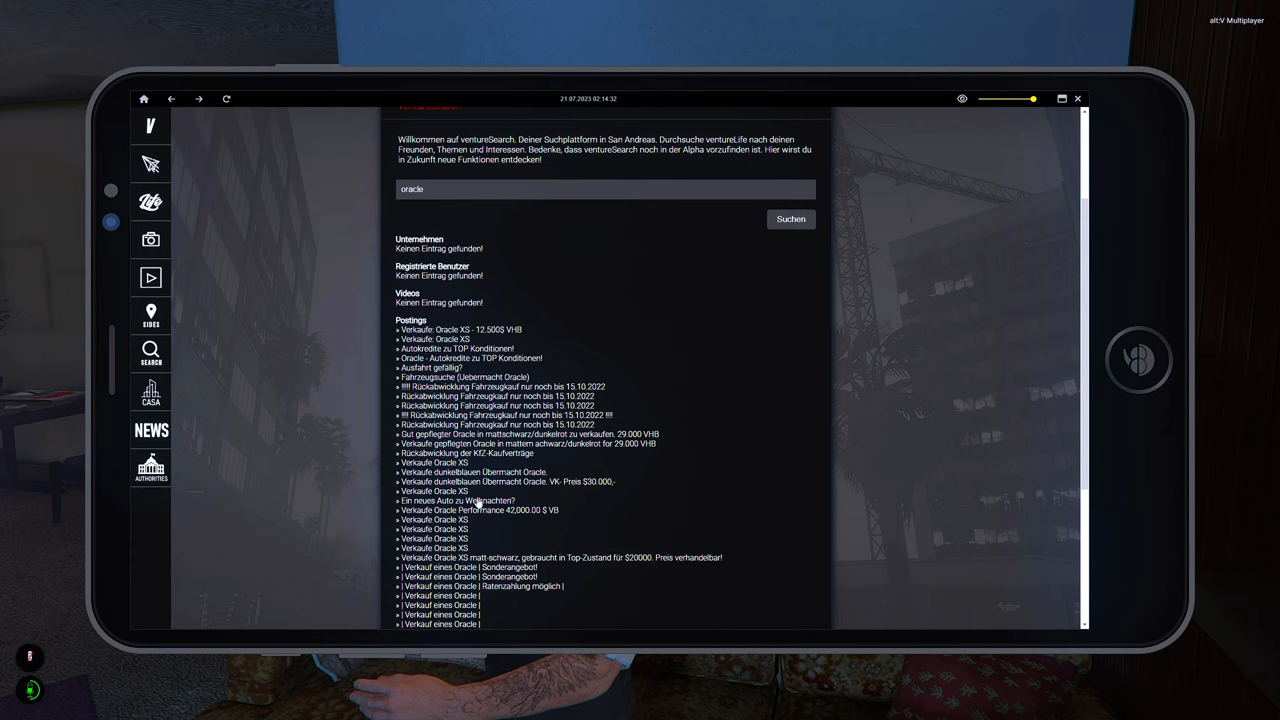 alt:V Multiplayer
21.07.2023 02:14:32
V
Life
SIDES
SEARCH
CASA
NEWS
AUTHORITIES
Willkommen auf ventureSearch. Deiner Suchplattform in San Andreas. Durchsuche ventureLife nach deinen
Freunden, Themen und Interessen. Bedenke, dass ventureSearch noch in der Alpha vorzufinden ist. Hier wirst du
in Zukunft neue Funktionen entdecken!
oracle
Suchen
Unternehmen
Keinen Eintrag gefunden!
Registrierte Benutzer
Keinen Eintrag gefunden!
Videos
Keinen Eintrag gefunden!
Postings
» Verkaufe: Oracle XS - 12.500$ VHB
» Verkaufe: Oracle XS
» Autokredite zu TOP Konditionen!
» Oracle - Autokredite zu TOP Konditionen!
» Ausfahrt gefällig?
» Fahrzeugsuche (Uebermacht Oracle)
» !!!!! Rückabwicklung Fahrzeugkauf nur noch bis 15.10.2022
» Rückabwicklung Fahrzeugkauf nur noch bis 15.10.2022
» Rückabwicklung Fahrzeugkauf nur noch bis 15.10.2022
» !!!! Rückabwicklung Fahrzeugkauf nur noch bis 15.10.2022 !!!!
» Rückabwicklung Fahrzeugkauf nur noch bis 15.10.2022
» Gut gepflegter Oracle in mattschwarz/dunkelrot zu verkaufen. 29.000 VHB
» Verkaufe gepflegten Oracle in mattem achwarz/dunkelrot for 29.000 VHB
» Rückabwicklung der KfZ-Kaufverträge
» Verkaufe Oracle XS
» Verkaufe dunkelblauen Übermacht Oracle.
» Verkaufe dunkelblauen Übermacht Oracle. VK- Preis $30.000,-
» Verkaufe Oracle XS
» Ein neues Auto zu Weihnachten?
» Verkaufe Oracle Performance 42,000.00 $ VB
» Verkaufe Oracle XS
» Verkaufe Oracle XS
» Verkaufe Oracle XS
» Verkaufe Oracle XS
» Verkaufe Oracle XS matt-schwarz, gebraucht in Top-Zustand für $20000. Preis verhandelbar!
» | Verkauf eines Oracle | Sonderangebot!
» | Verkauf eines Oracle | Sonderangebot!
» | Verkauf eines Oracle | Ratenzahlung möglich |
» | Verkauf eines Oracle |
» | Verkauf eines Oracle |
» | Verkauf eines Oracle |
» | Verkauf eines Oracle |